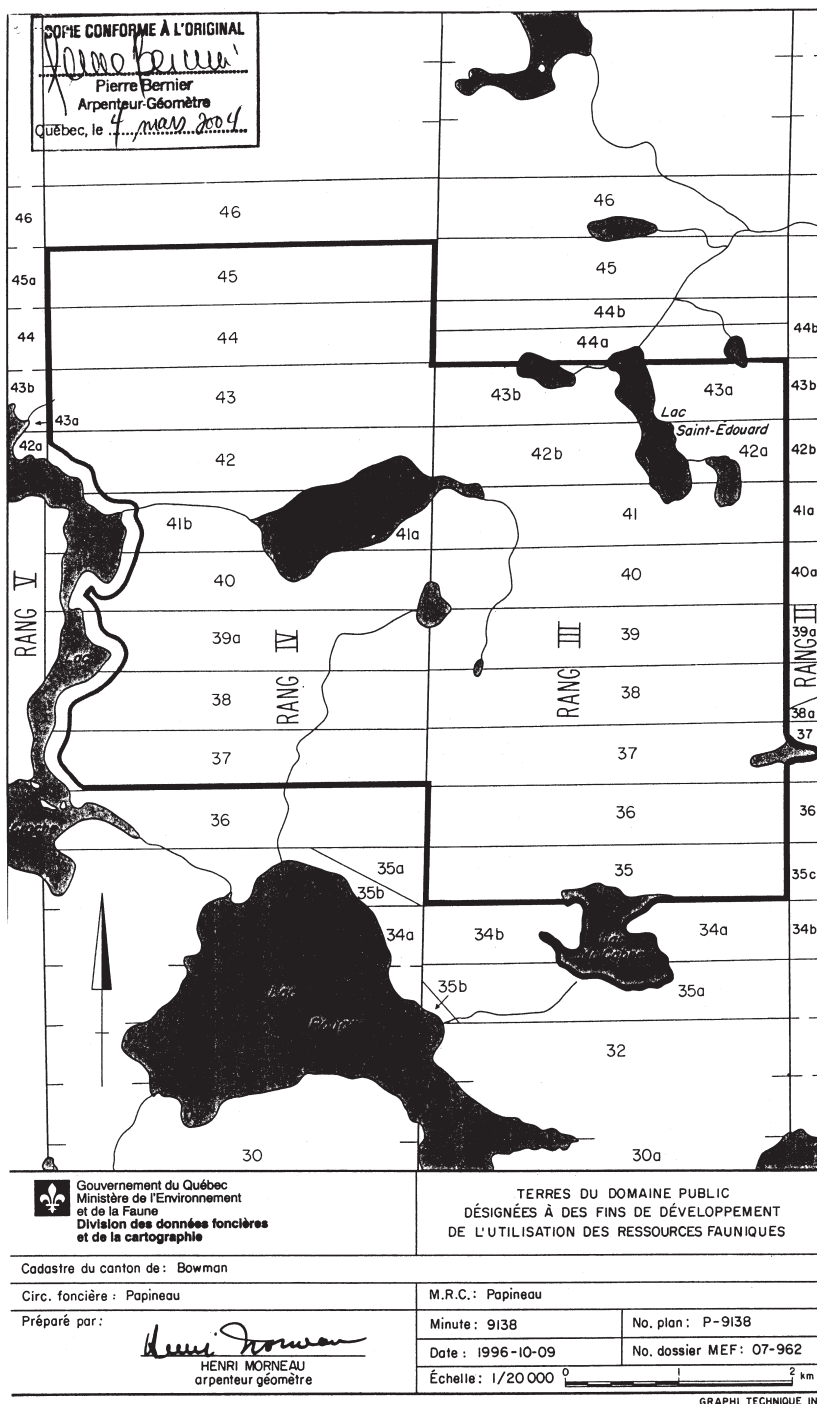 COPIE CONFORME À L'ORIGINAL
Pierre Bernier
Arpenteur-Géomètre
Québec, le 4 mars 2004
46
46
46
45a
45
45
44b
44
44
44a
44b
43b
43
43b
43a
43b
43a
Lac
Saint-Édouard
42a
42
42b
42a
42b
41b
41a
41
41a
40
40
40a
RANG V
39a
RANG IV
RANG III
39
39a
RANG II
Lac
38
38
38a
37
37
37
36
36
36
35a
35
35c
35b
34a
34b
34a
34b
35b
35a
Lac
32
30
30a
Gouvernement du Québec
Ministère de l'Environnement
et de la Faune
Division des données foncières
et de la cartographie
TERRES DU DOMAINE PUBLIC
DÉSIGNÉES À DES FINS DE DÉVELOPPEMENT
DE L'UTILISATION DES RESSOURCES FAUNIQUES
Cadastre du canton de : Bowman
Circ. foncière : Papineau
M.R.C. : Papineau
Préparé par :
Henri Morneau
HENRI MORNEAU
arpenteur géomètre
Minute : 9138
No. plan : P-9138
Date : 1996-10-09
No. dossier MEF : 07-962
Échelle : 1/20 000
0 1 2 km
GRAPHI TECHNIQUE IN